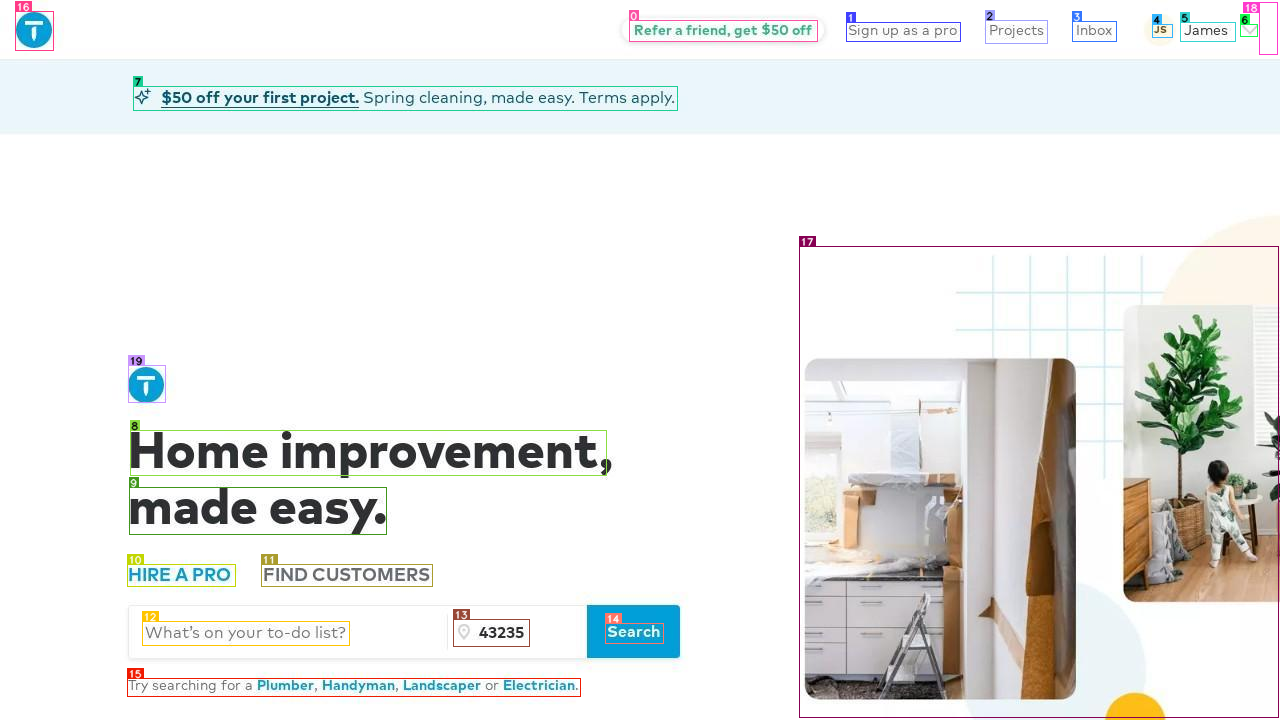 16
T
0
Refer a friend, get $50 off
1
Sign up as a pro
2
Projects
3
Inbox
4
JS
5
James
6
18
7
$50 off your first project. Spring cleaning, made easy. Terms apply.
17
19
T
8
Home improvement,
9
made easy.
10
HIRE A PRO
11
FIND CUSTOMERS
12
What's on your to-do list?
13
43235
14
Search
15
Try searching for a Plumber, Handyman, Landscaper or Electrician.